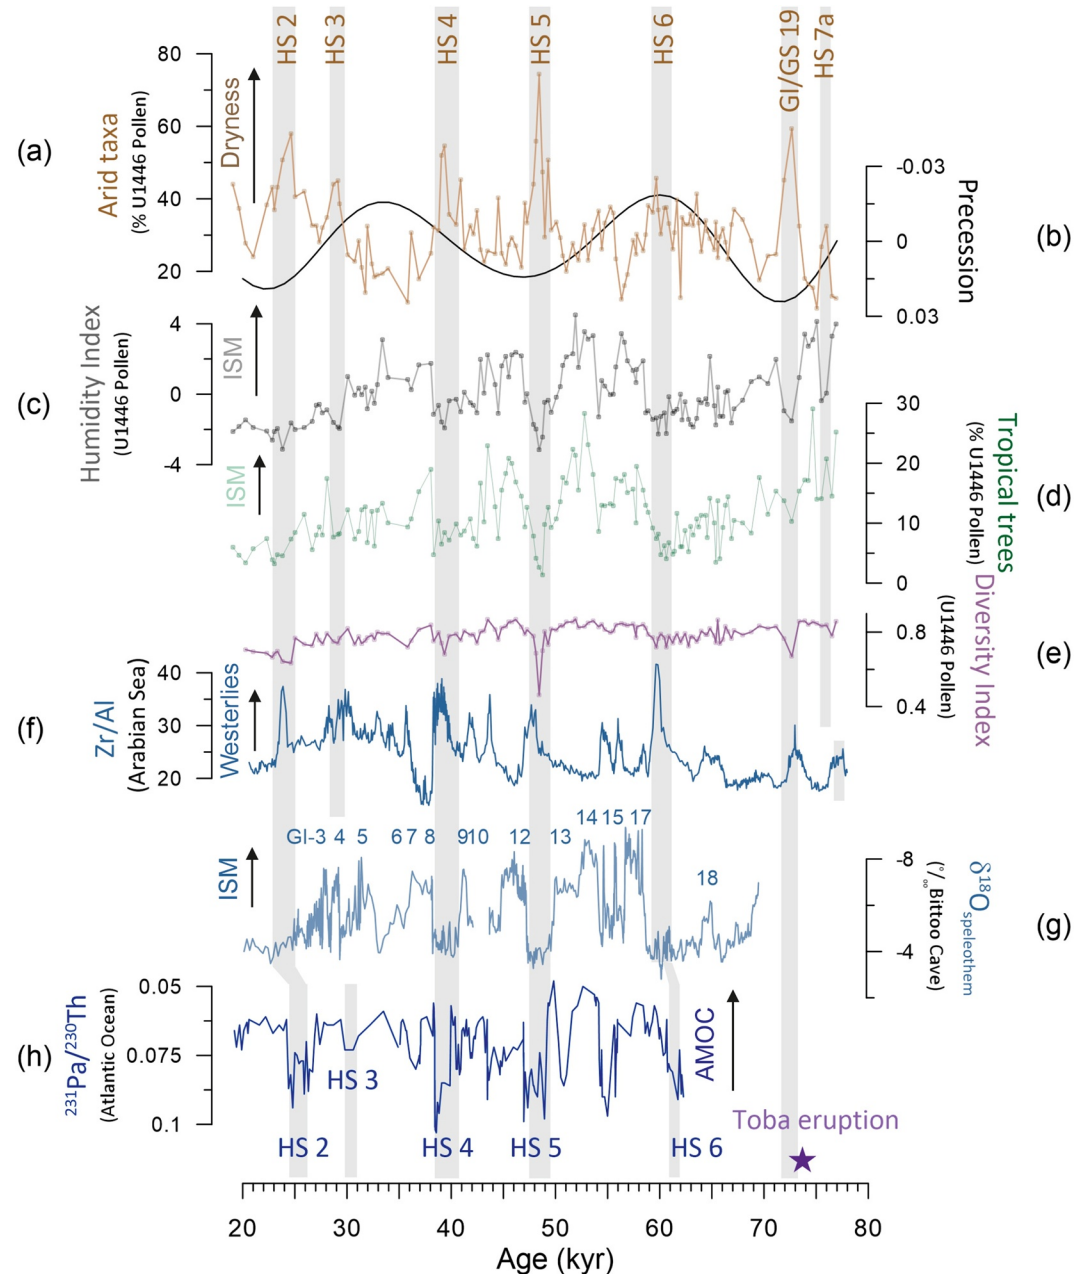 HS 2
HS 3
HS 4
HS 5
HS 6
GI/GS 19
HS 7a
(a)
Arid taxa
(% U1446 Pollen)
Dryness
80
60
40
20
(b)
Precession
-0.03
0
0.03
(c)
Humidity Index
(U1446 Pollen)
ISM
4
0
-4
(d)
Tropical trees
(% U1446 Pollen)
ISM
30
20
10
0
(e)
Diversity Index
(U1446 Pollen)
0.8
0.4
(f)
Zr/Al
(Arabian Sea)
Westerlies
40
30
20
(g)
δ18Ospeleothem
(°/oo Bittoo Cave)
ISM
-8
-4
GI-3 4 5 6 7 8 9 10 12 13 14 15 17 18
(h)
231Pa/230Th
(Atlantic Ocean)
AMOC
0.05
0.075
0.1
HS 2
HS 3
HS 4
HS 5
HS 6
Toba eruption
20 30 40 50 60 70 80
Age (kyr)